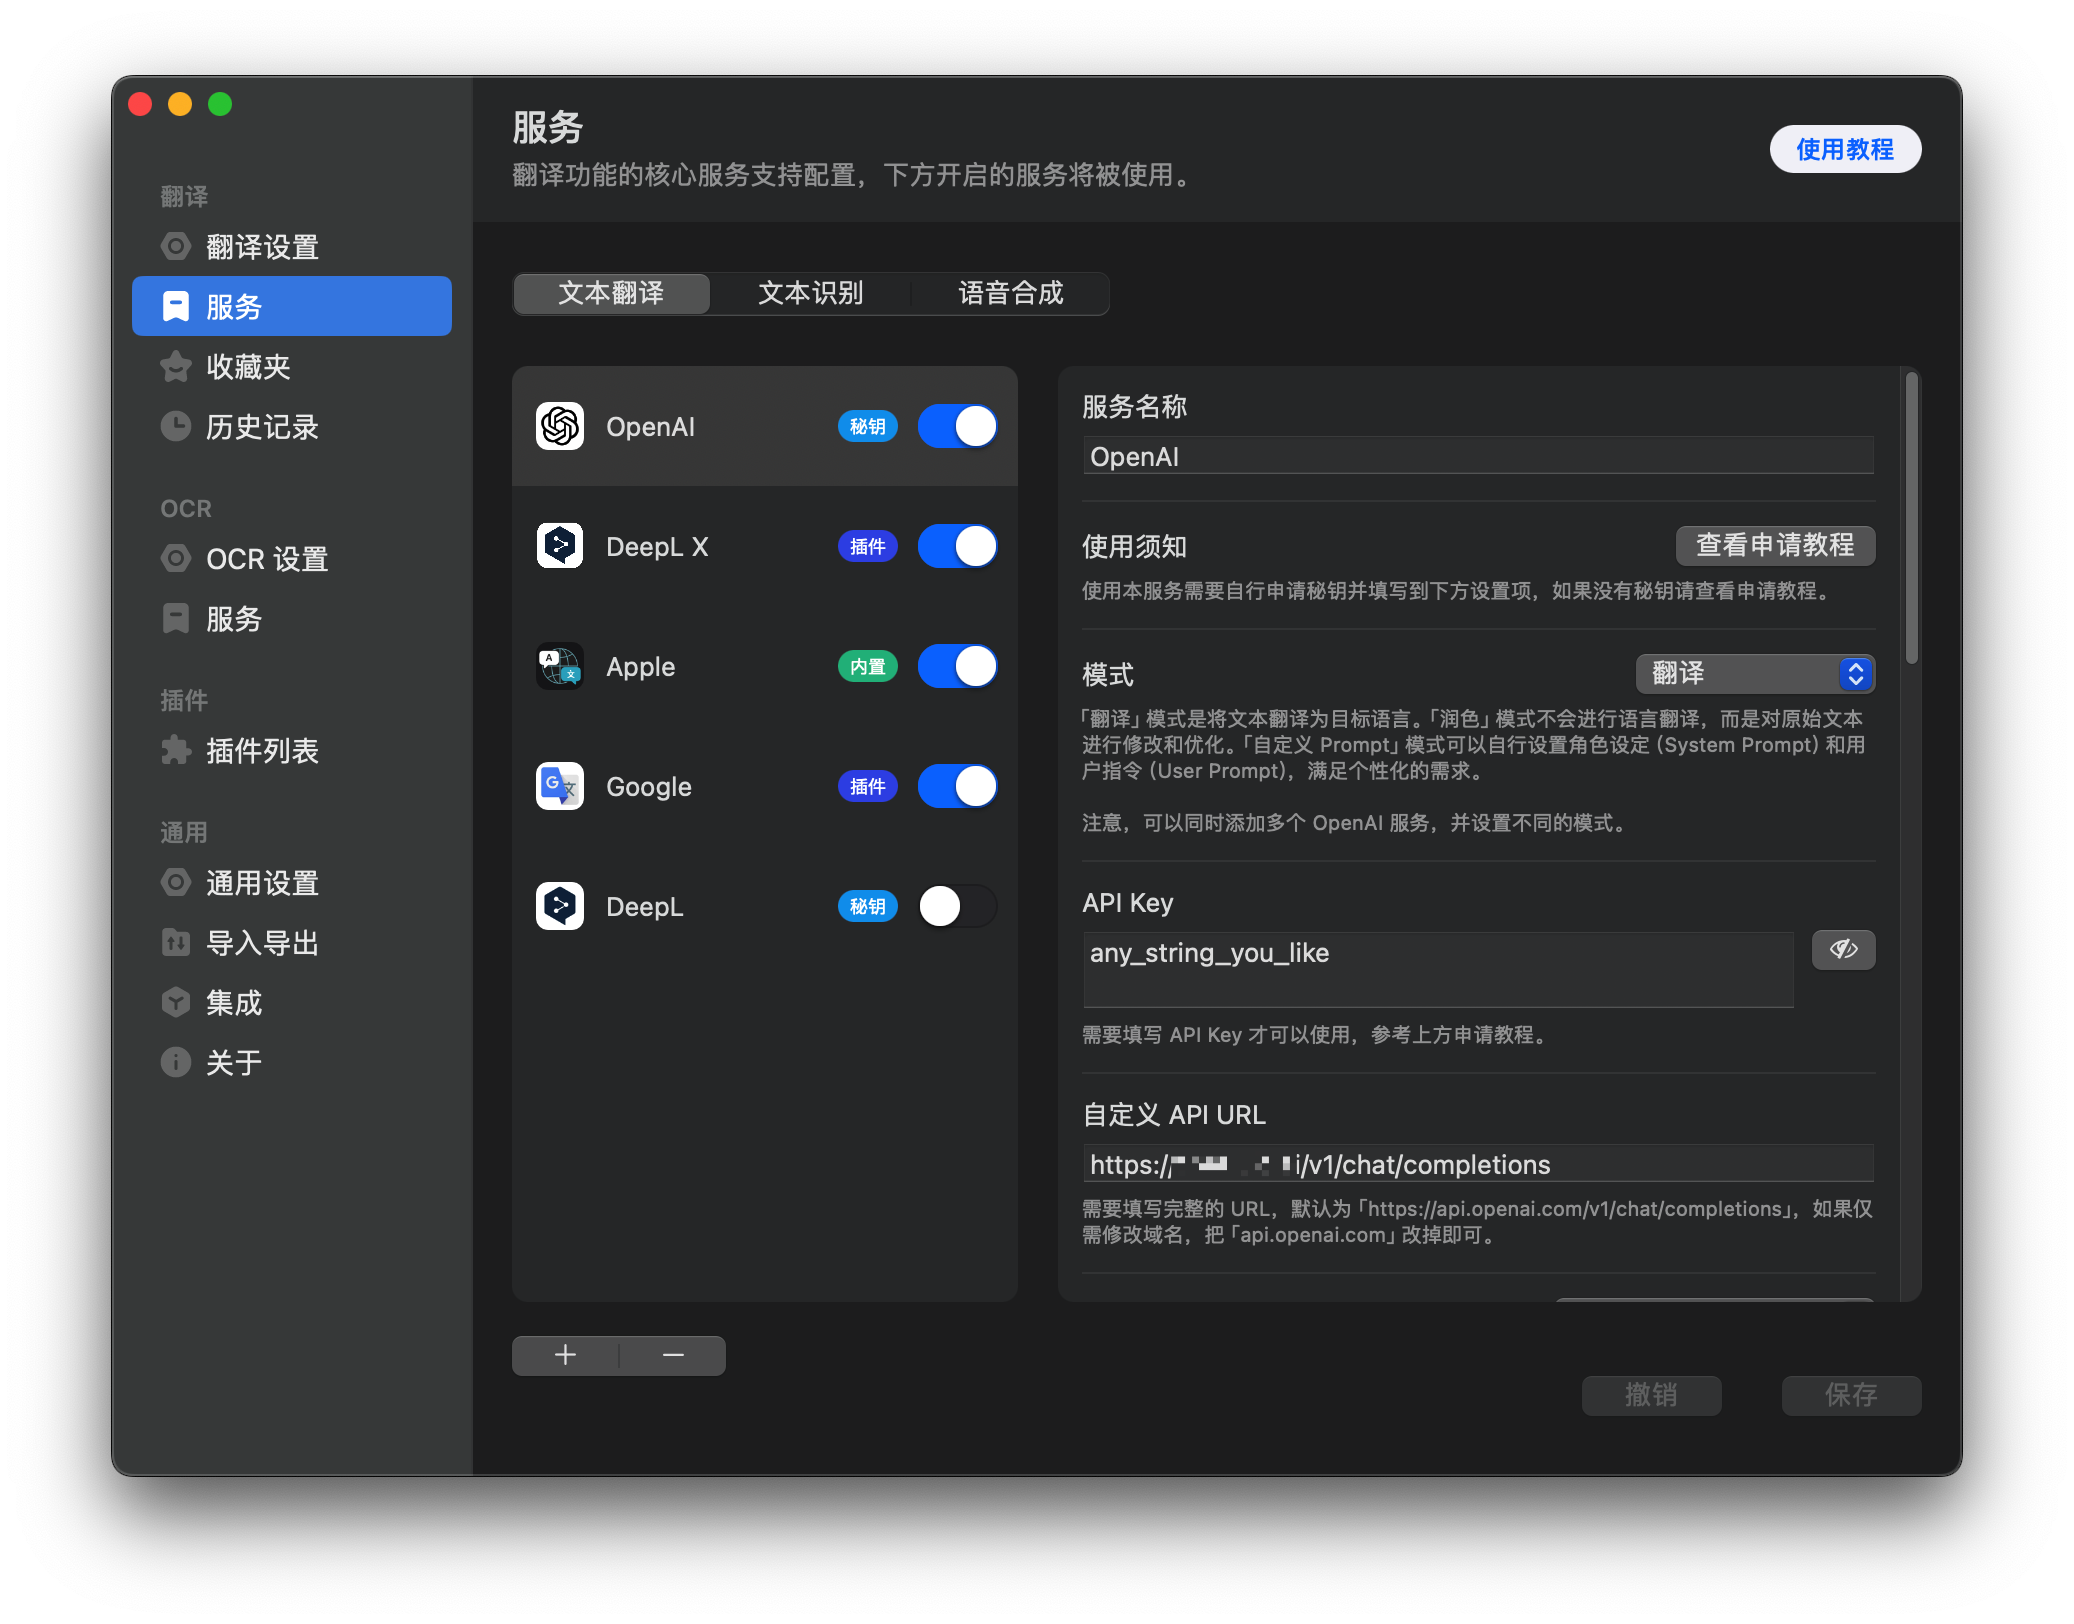 翻译
翻译设置
服务
收藏夹
历史记录
OCR
OCR 设置
服务
插件
插件列表
通用
通用设置
导入导出
集成
关于
服务
翻译功能的核心服务支持配置，下方开启的服务将被使用。
使用教程
文本翻译 文本识别 语音合成
OpenAI 秘钥
DeepL X 插件
Apple 内置
Google 插件
DeepL 秘钥
服务名称
OpenAI
使用须知 查看申请教程
使用本服务需要自行申请秘钥并填写到下方设置项，如果没有秘钥请查看申请教程。
模式 翻译
「翻译」模式是将文本翻译为目标语言。「润色」模式不会进行语言翻译，而是对原始文本
进行修改和优化。「自定义 Prompt」模式可以自行设置角色设定 (System Prompt) 和用
户指令 (User Prompt)，满足个性化的需求。
注意，可以同时添加多个 OpenAI 服务，并设置不同的模式。
API Key
any_string_you_like
需要填写 API Key 才可以使用，参考上方申请教程。
自定义 API URL
https:// i/v1/chat/completions
需要填写完整的 URL，默认为「https://api.openai.com/v1/chat/completions」，如果仅
需修改域名，把「api.openai.com」改掉即可。
撤销 保存